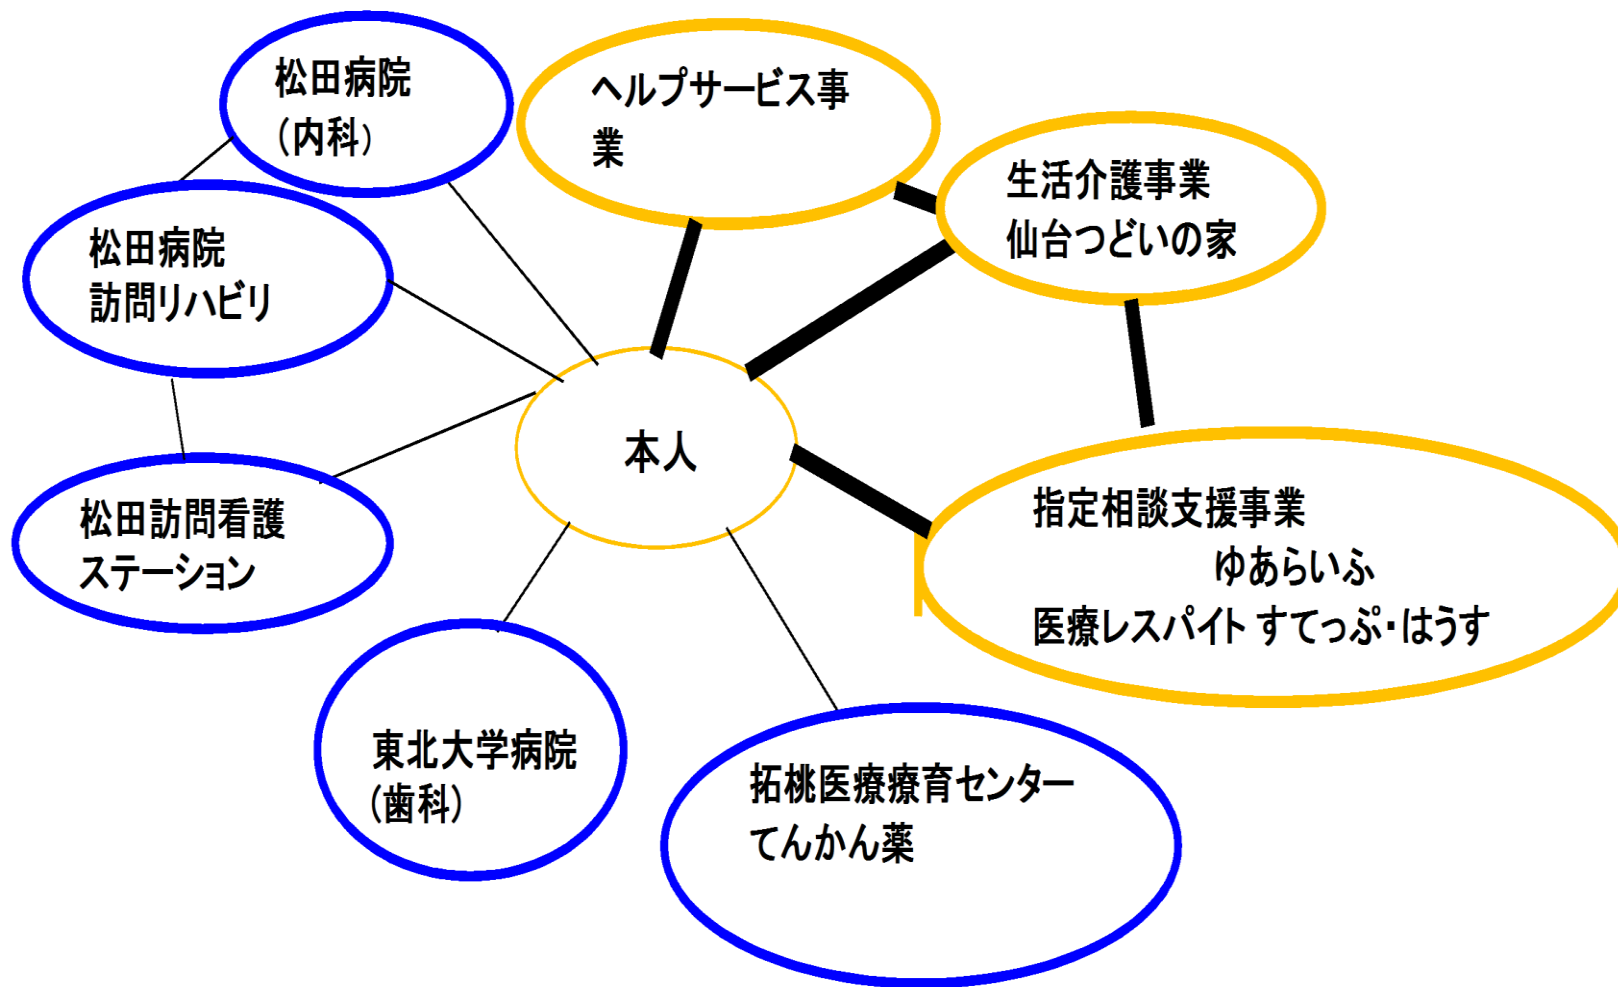 松田病院
（内科）
ヘルプサービス事
業
生活介護事業
仙台つどいの家
松田病院
訪問リハビリ
本人
松田訪問看護
ステーション
指定相談支援事業
ゆあらいふ
医療レスパイト すてっぷ・はうす
東北大学病院
(歯科)
拓桃医療療育センター
てんかん薬